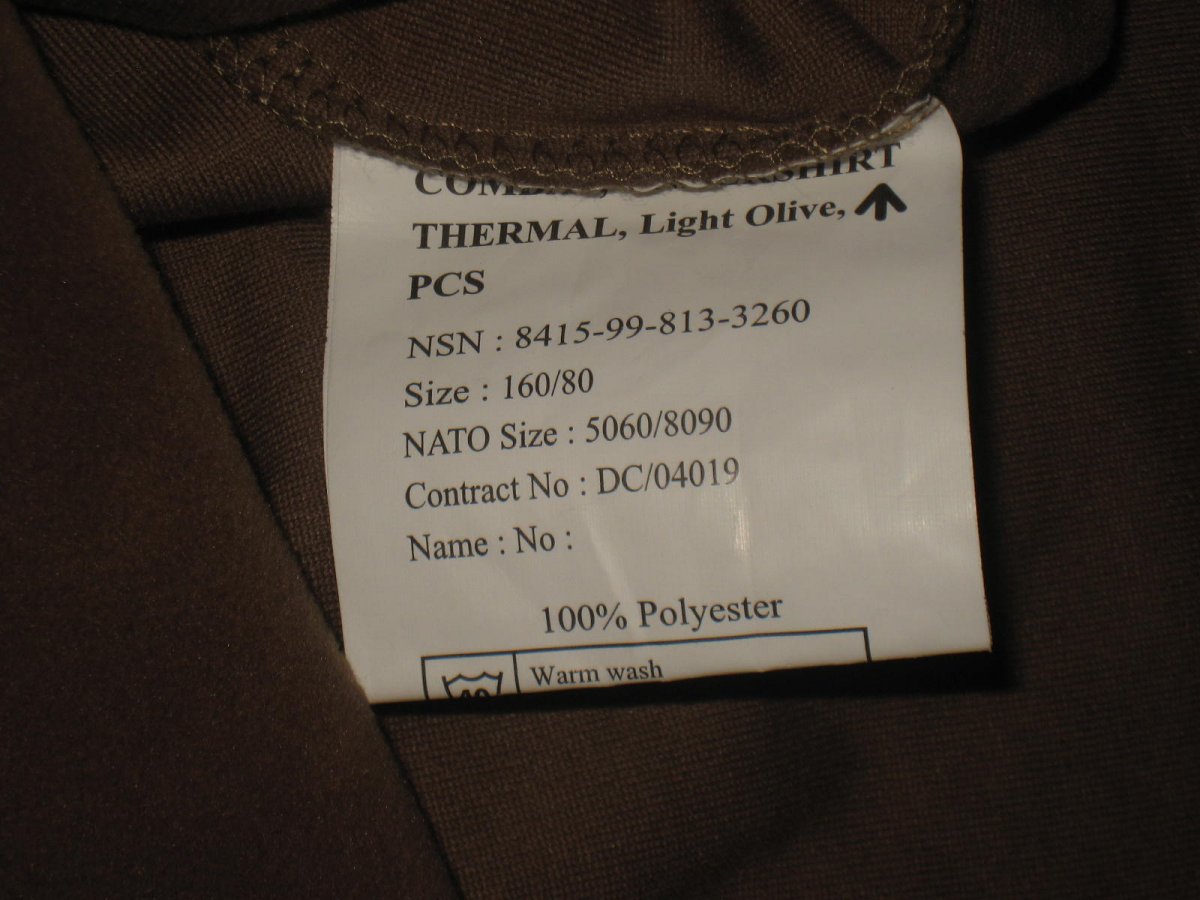 THERMAL, Light Olive,
PCS
NSN : 8415-99-813-3260
Size : 160/80
NATO Size : 5060/8090
Contract No : DC/04019
Name : No :
100% Polyester
Warm wash